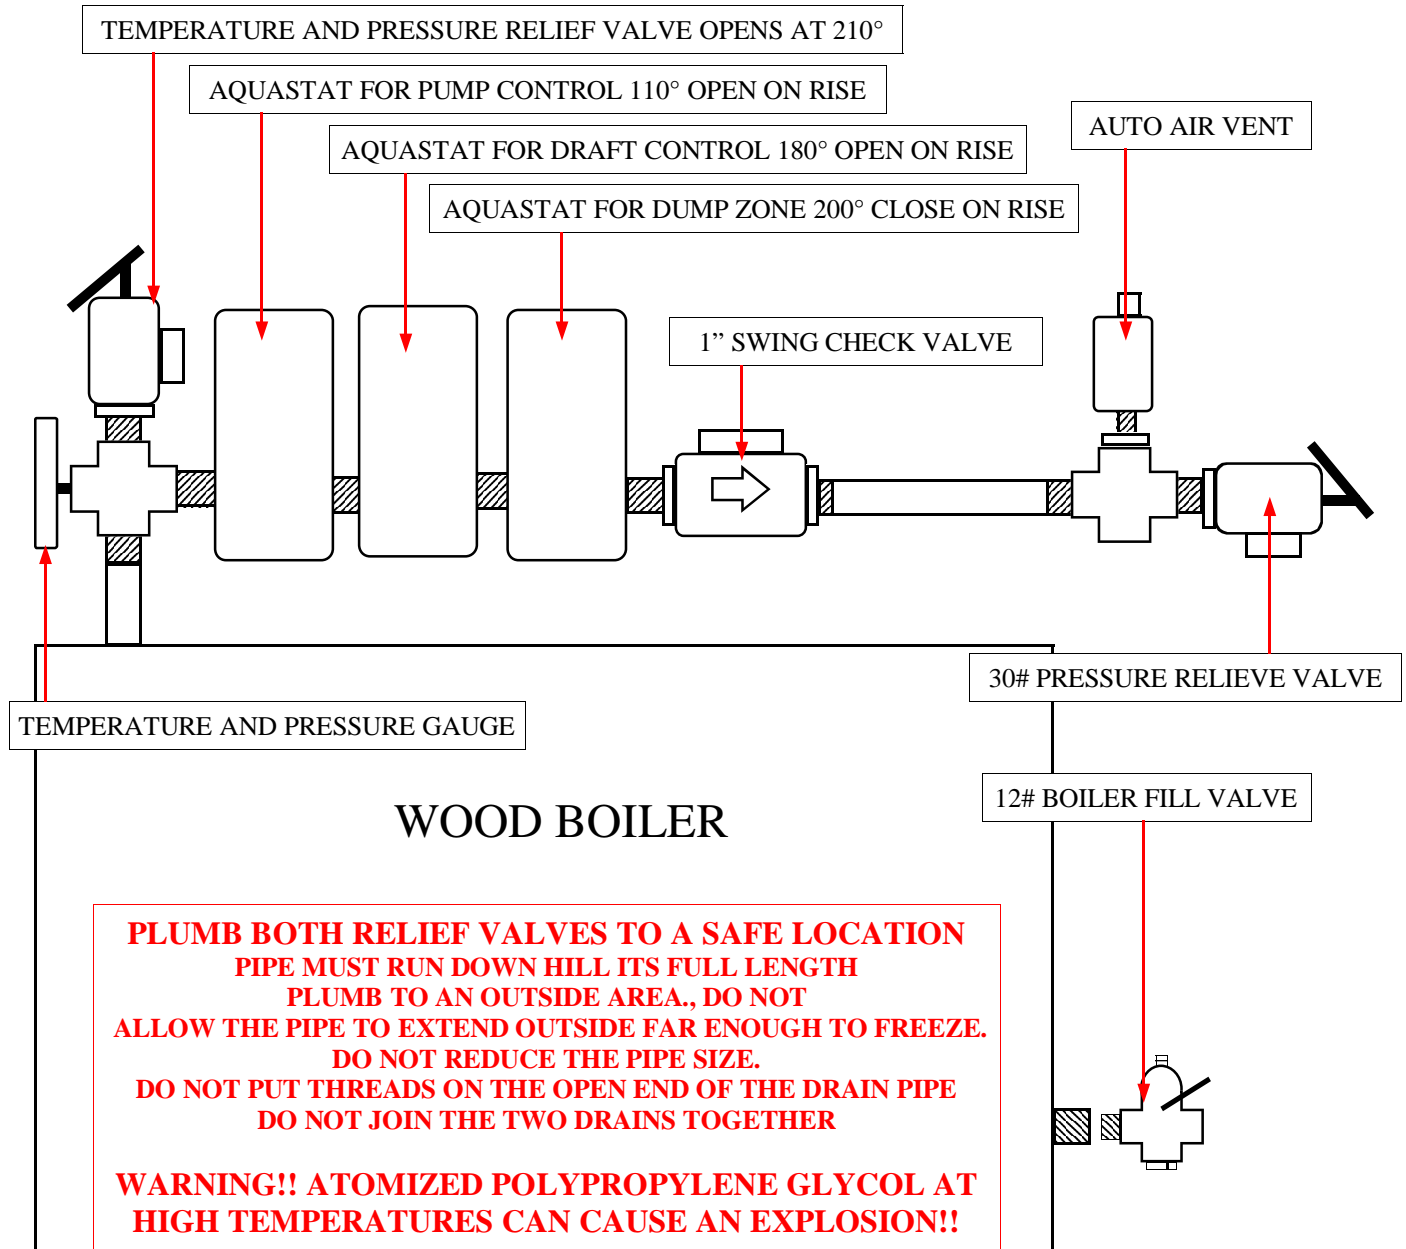 TEMPERATURE AND PRESSURE RELIEF VALVE OPENS AT 210°
AQUASTAT FOR PUMP CONTROL 110° OPEN ON RISE
AUTO AIR VENT
AQUASTAT FOR DRAFT CONTROL 180° OPEN ON RISE
AQUASTAT FOR DUMP ZONE 200° CLOSE ON RISE
1” SWING CHECK VALVE
30# PRESSURE RELIEVE VALVE
TEMPERATURE AND PRESSURE GAUGE
12# BOILER FILL VALVE
WOOD BOILER
PLUMB BOTH RELIEF VALVES TO A SAFE LOCATION
PIPE MUST RUN DOWN HILL ITS FULL LENGTH
PLUMB TO AN OUTSIDE AREA., DO NOT
ALLOW THE PIPE TO EXTEND OUTSIDE FAR ENOUGH TO FREEZE.
DO NOT REDUCE THE PIPE SIZE.
DO NOT PUT THREADS ON THE OPEN END OF THE DRAIN PIPE
DO NOT JOIN THE TWO DRAINS TOGETHER
WARNING!! ATOMIZED POLYPROPYLENE GLYCOL AT
HIGH TEMPERATURES CAN CAUSE AN EXPLOSION!!